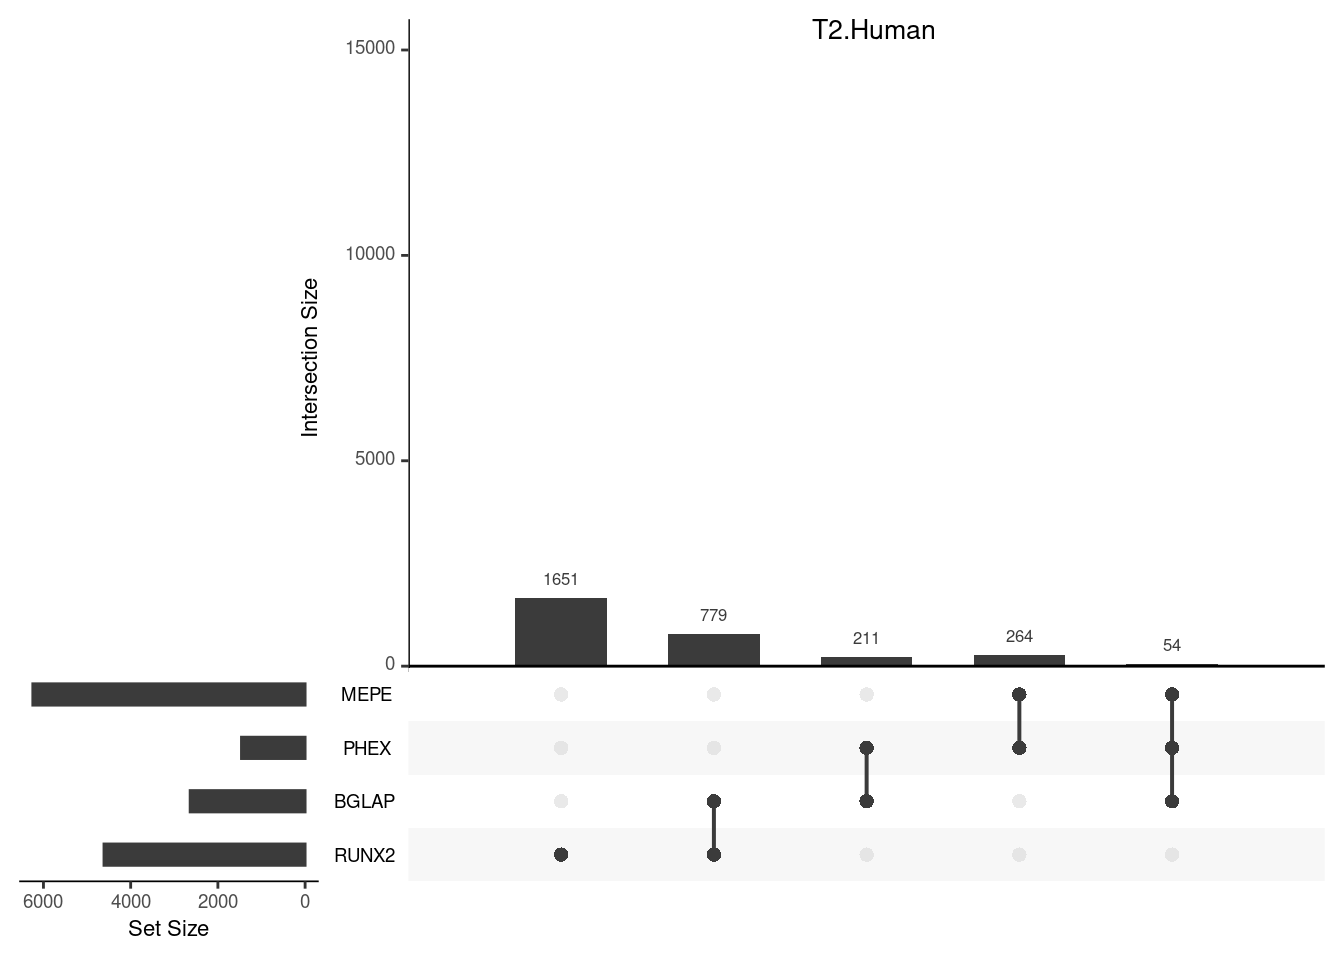 T2.Human
15000
10000
5000
0
Intersection Size
1651
779
211
264
54
MEPE
PHEX
BGLAP
RUNX2
6000 4000 2000 0
Set Size